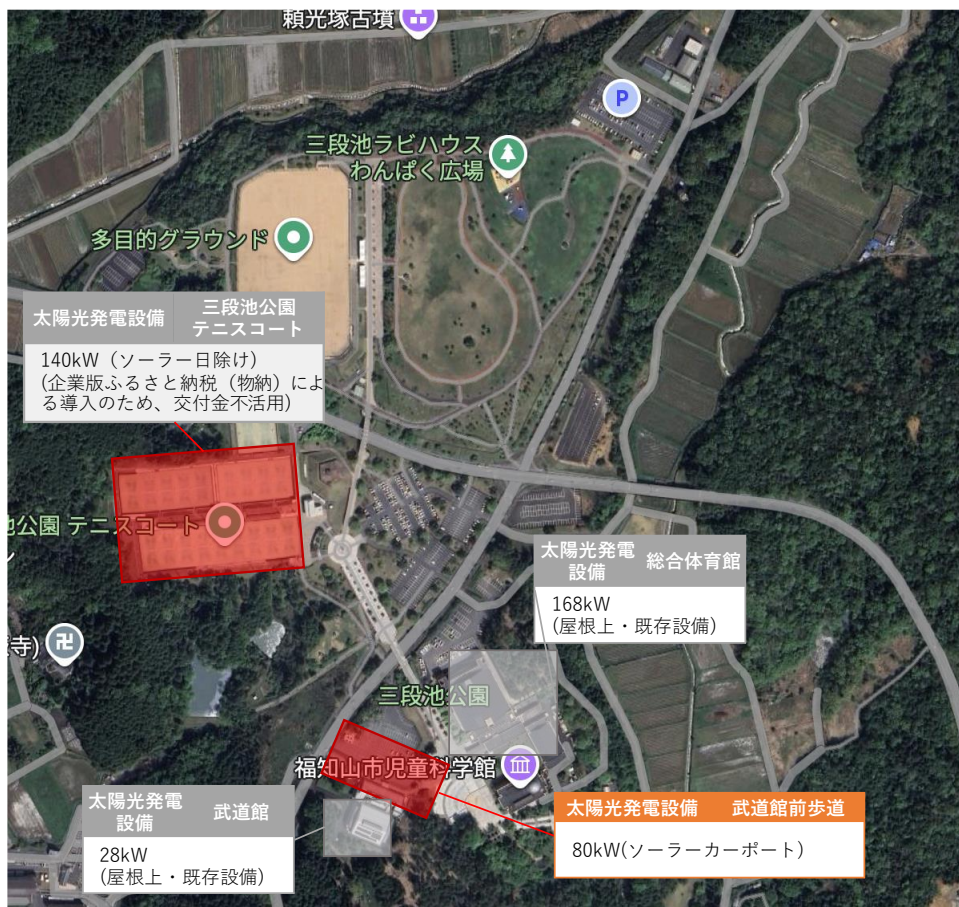 頼光塚古墳
P
三段池ラビハウス
わんぱく広場
多目的グラウンド
太陽光発電設備 三段池公園
テニスコート
140kW（ソーラー日除け）
(企業版ふるさと納税（物納）によ
る導入のため、交付金不活用)
池公園 テニスコート
太陽光発電
設備 総合体育館
168kW
(屋根上・既存設備)
寺)
三段池公園
福知山市児童科学館
太陽光発電
設備 武道館
28kW
(屋根上・既存設備)
太陽光発電設備 武道館前歩道
80kW(ソーラーカーポート)